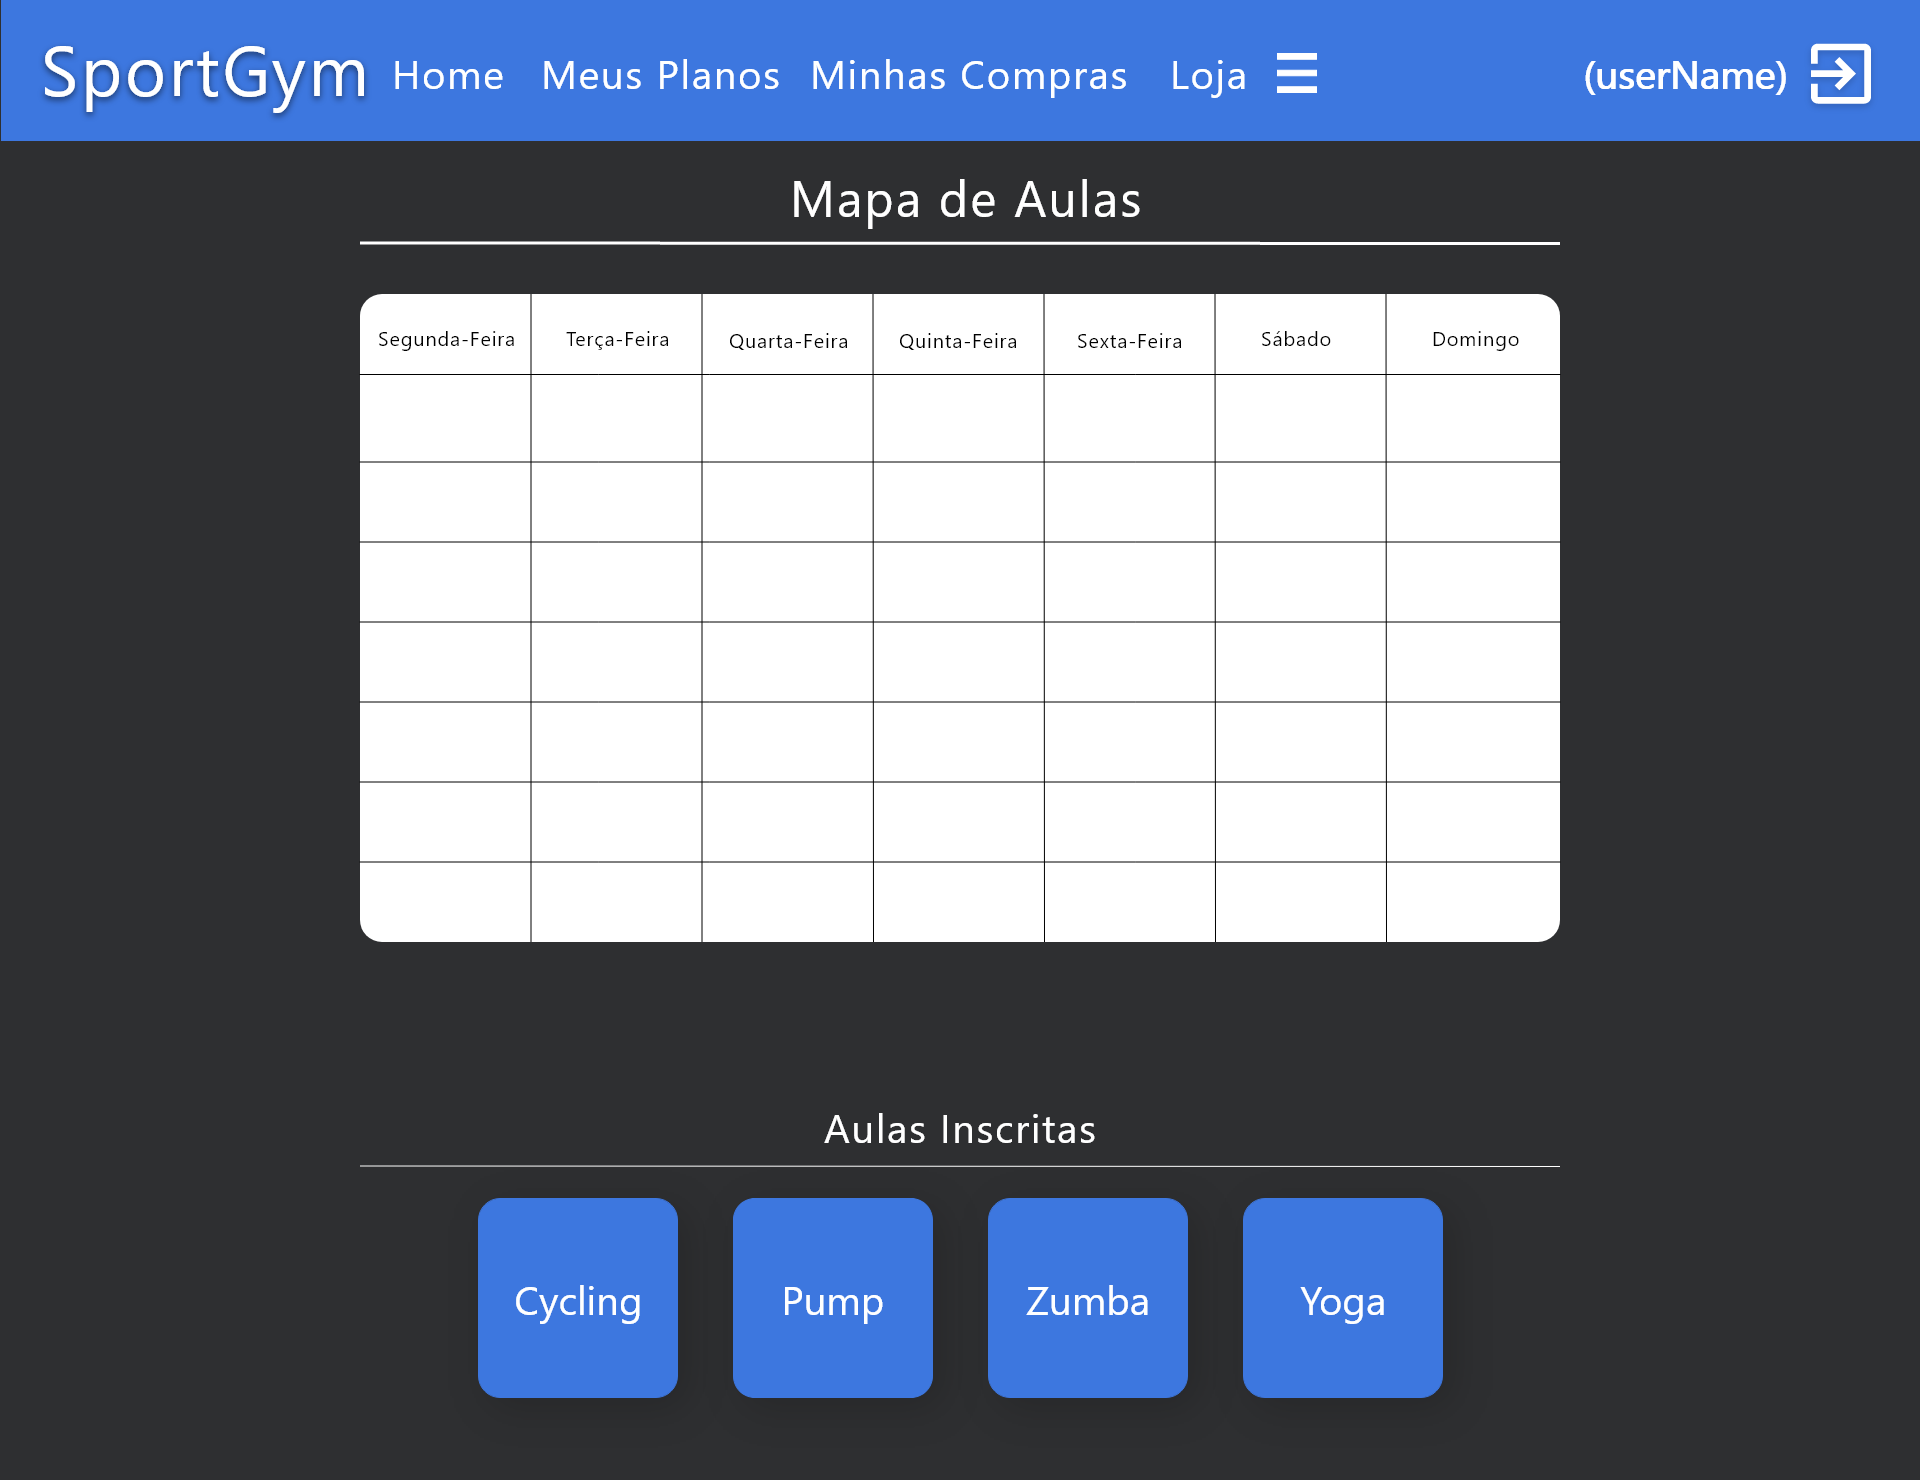 SportGym Home Meus Planos Minhas Compras Loja (userName)
Mapa de Aulas
Segunda-Feira Terça-Feira Quarta-Feira Quinta-Feira Sexta-Feira Sábado Domingo
Aulas Inscritas
Cycling Pump Zumba Yoga